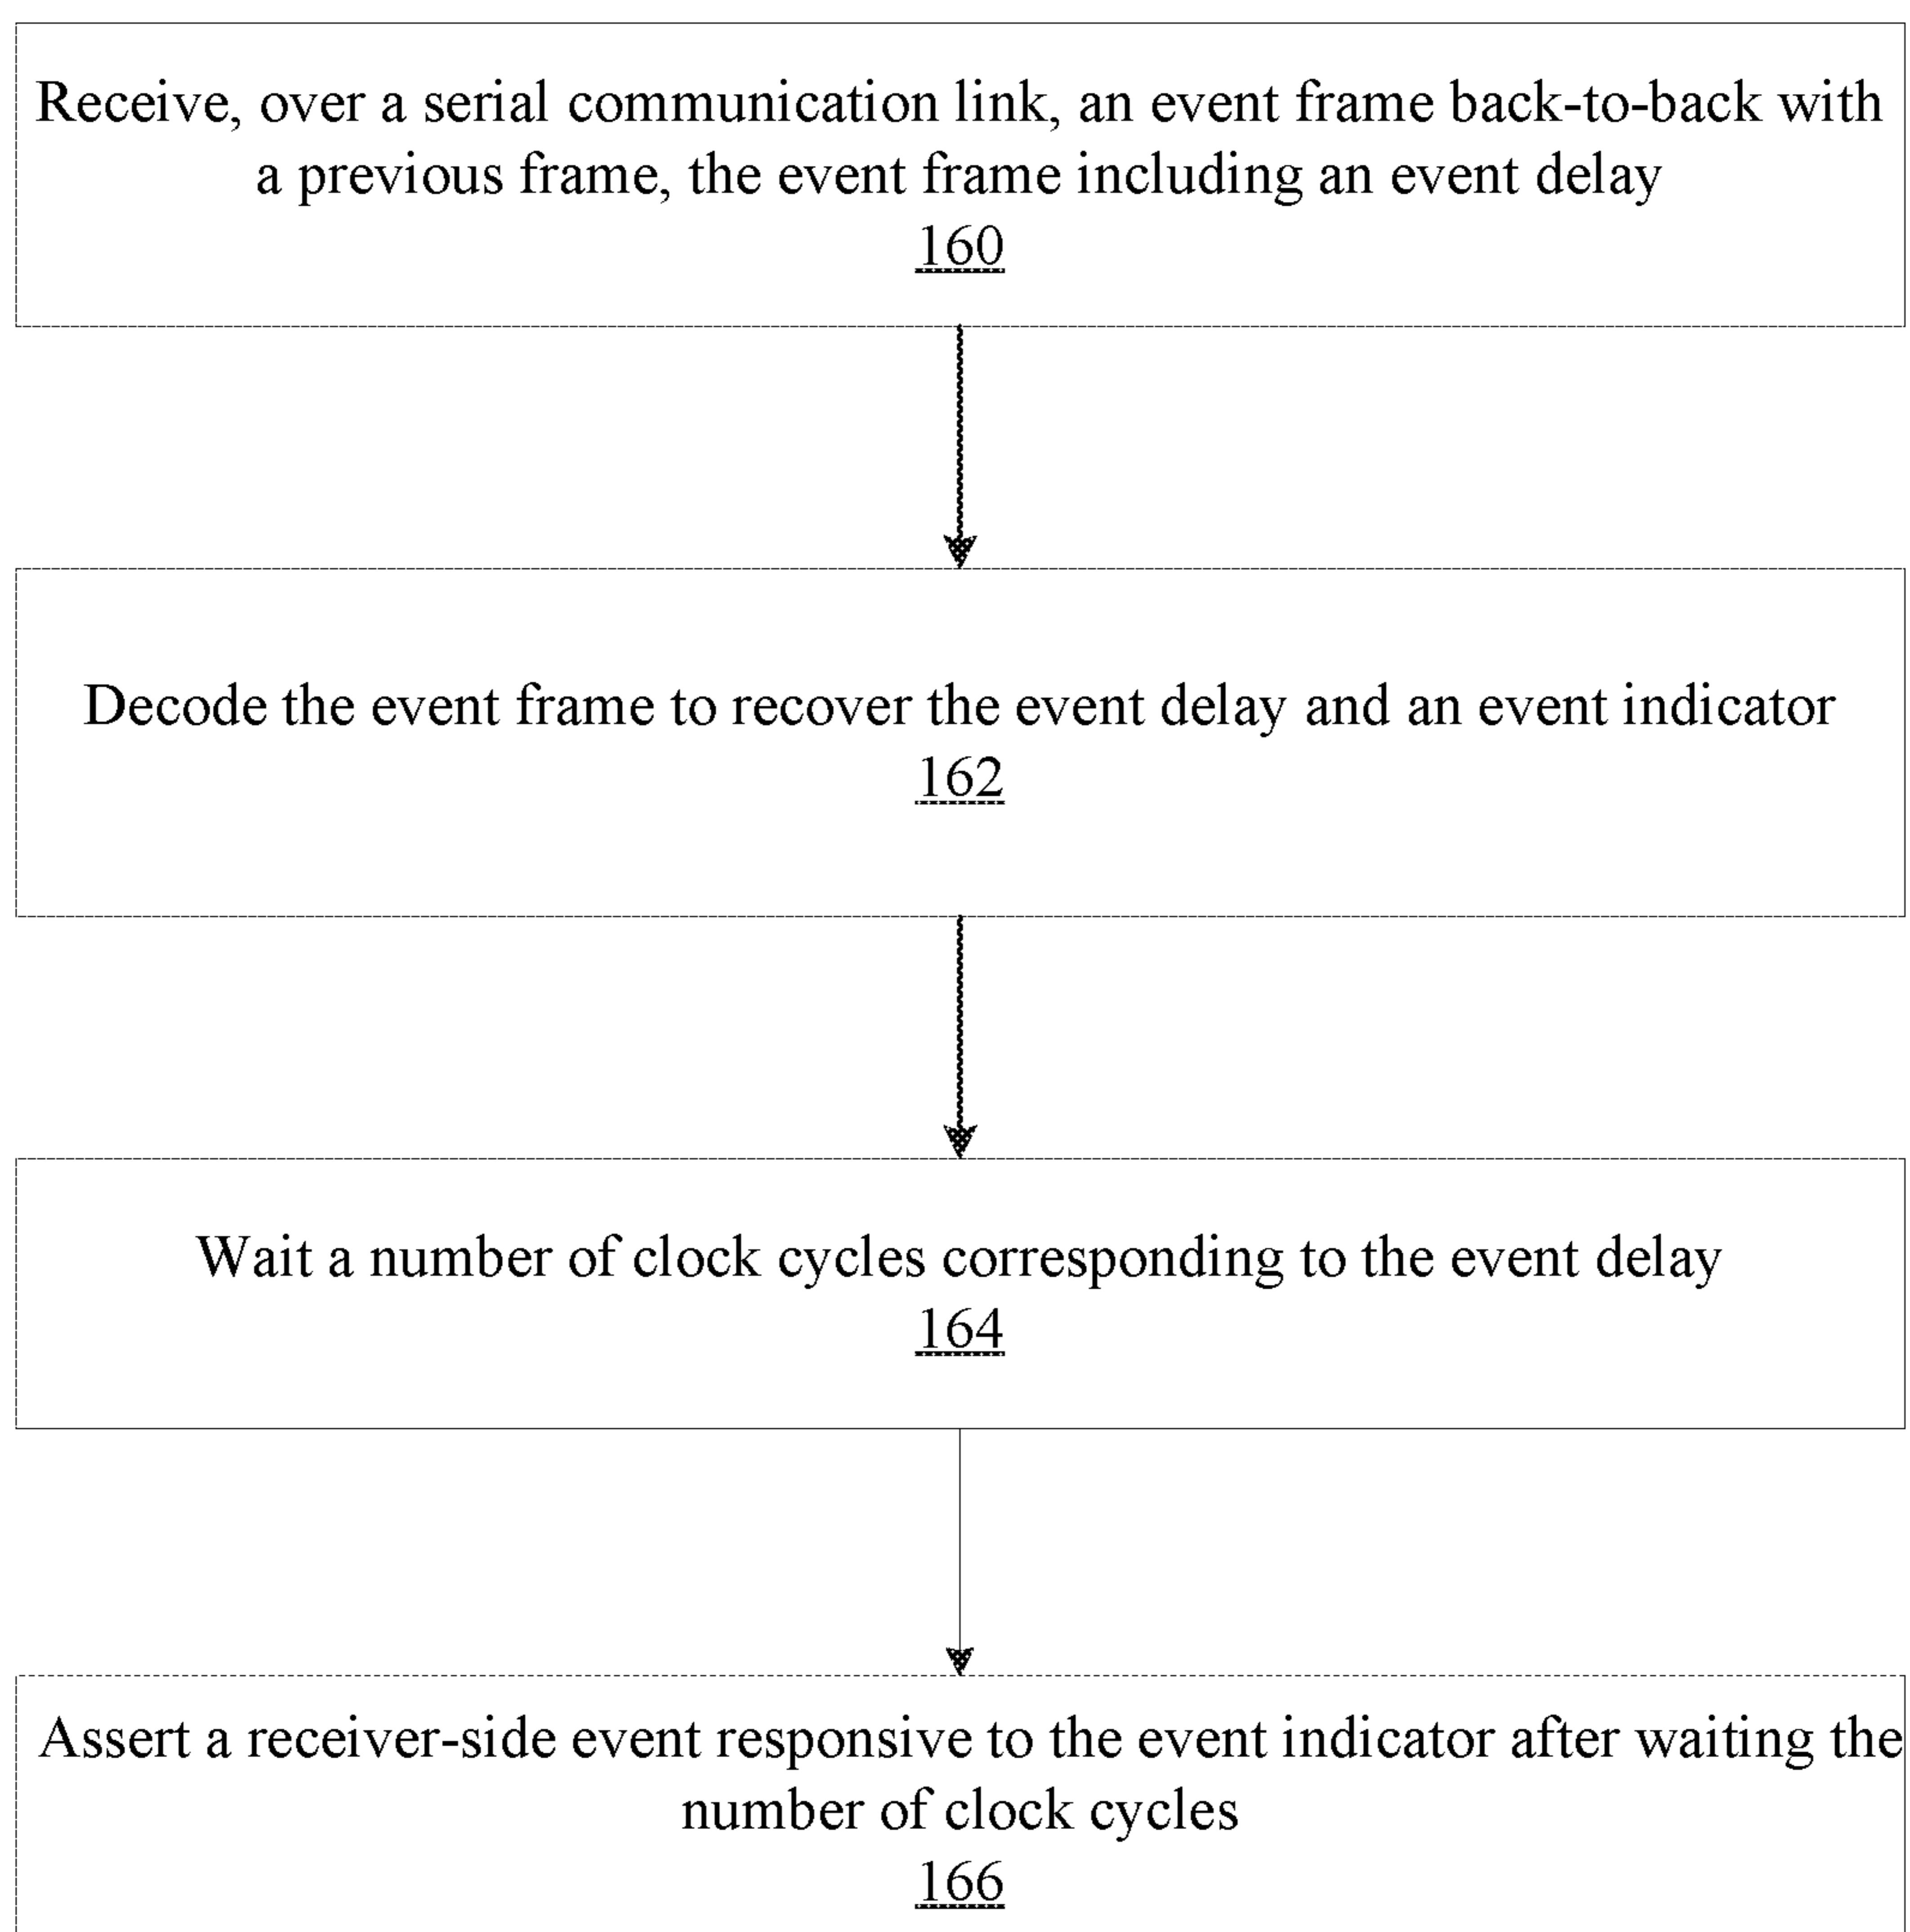 Receive, over a serial communication link, an event frame back-to-back with
a previous frame, the event frame including an event delay
160
Decode the event frame to recover the event delay and an event indicator
162
Wait a number of clock cycles corresponding to the event delay
164
Assert a receiver-side event responsive to the event indicator after waiting the
number of clock cycles
166